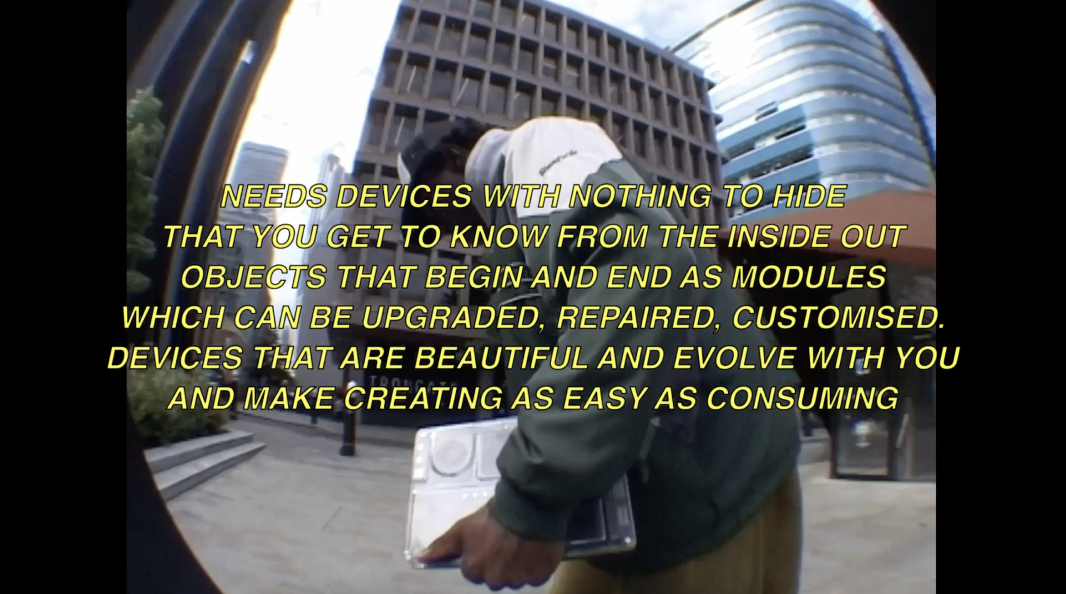 NEEDS DEVICES WITH NOTHING TO HIDE
THAT YOU GET TO KNOW FROM THE INSIDE OUT
OBJECTS THAT BEGIN AND END AS MODULES
WHICH CAN BE UPGRADED, REPAIRED, CUSTOMISED.
DEVICES THAT ARE BEAUTIFUL AND EVOLVE WITH YOU
AND MAKE CREATING AS EASY AS CONSUMING